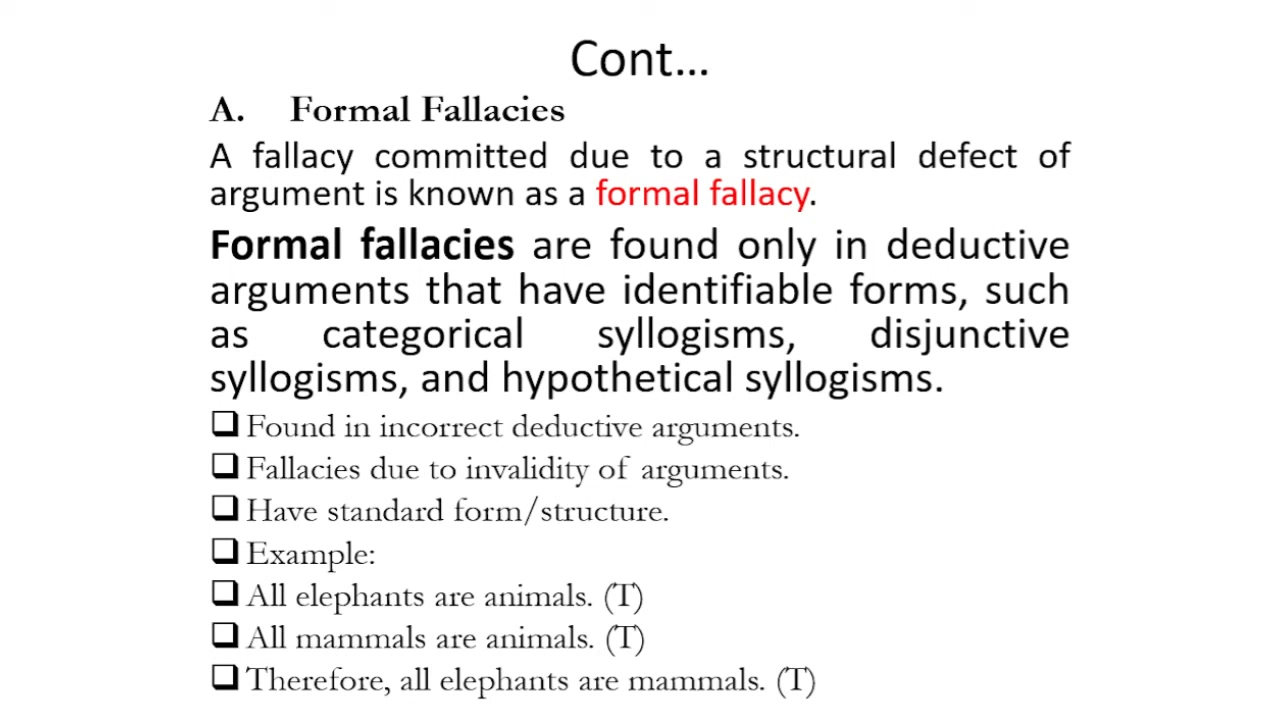 Cont...
A. Formal Fallacies
A fallacy committed due to a structural defect of
argument is known as a formal fallacy.
Formal fallacies are found only in deductive
arguments that have identifiable forms, such
as categorical syllogisms, disjunctive
syllogisms, and hypothetical syllogisms.
❑ Found in incorrect deductive arguments.
❑ Fallacies due to invalidity of arguments.
❑ Have standard form/structure.
❑ Example:
❑ All elephants are animals. (T)
❑ All mammals are animals. (T)
❑ Therefore, all elephants are mammals. (T)